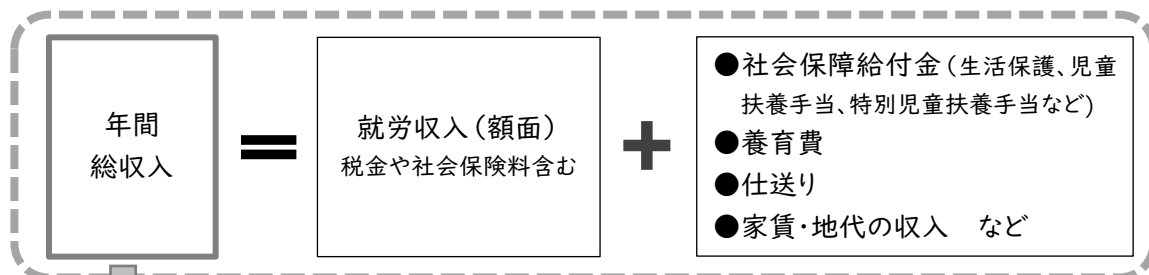 年間
総収入
＝
就労収入（額面）
税金や社会保険料含む
＋
●社会保障給付金（生活保護、児童
扶養手当、特別児童扶養手当など)
●養育費
●仕送り
●家賃・地代の収入　など